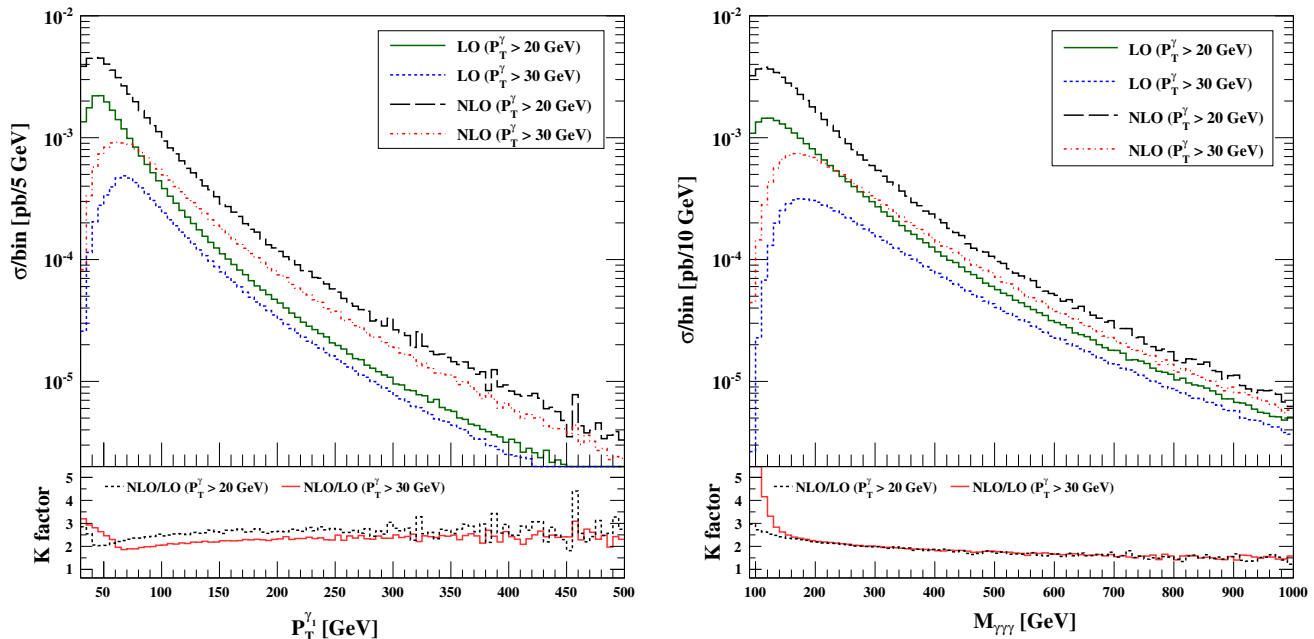 10⁻²
10⁻³
10⁻⁴
10⁻⁵
σ/bin [pb/5 GeV]
LO (P_T^γ > 20 GeV)
LO (P_T^γ > 30 GeV)
NLO (P_T^γ > 20 GeV)
NLO (P_T^γ > 30 GeV)
K factor
5
4
3
2
1
NLO/LO (P_T^γ > 20 GeV)
NLO/LO (P_T^γ > 30 GeV)
50 100 150 200 250 300 350 400 450 500
P_T^γ₁ [GeV]
10⁻²
10⁻³
10⁻⁴
10⁻⁵
σ/bin [pb/10 GeV]
LO (P_T^γ > 20 GeV)
LO (P_T^γ > 30 GeV)
NLO (P_T^γ > 20 GeV)
NLO (P_T^γ > 30 GeV)
K factor
5
4
3
2
1
NLO/LO (P_T^γ > 20 GeV)
NLO/LO (P_T^γ > 30 GeV)
100 200 300 400 500 600 700 800 900 1000
M_γγγ [GeV]